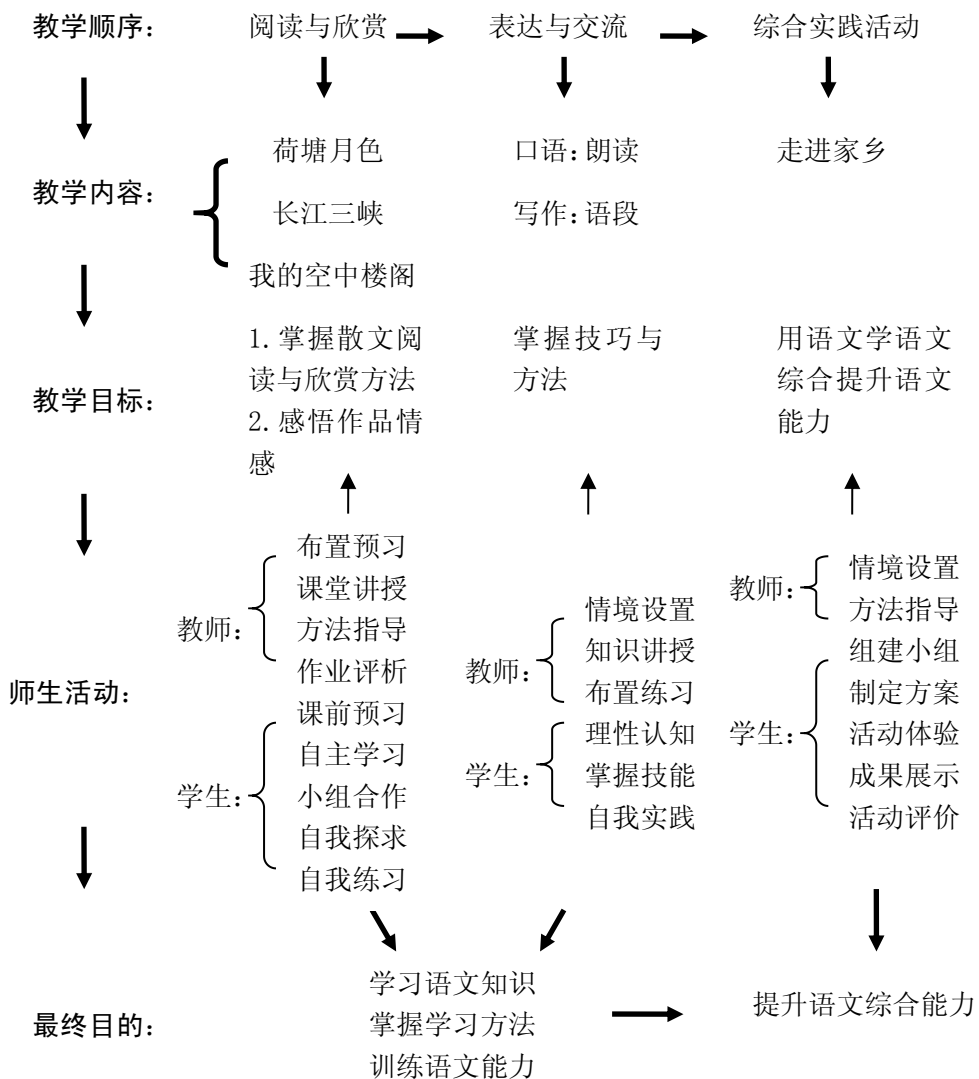 教学顺序： 阅读与欣赏 表达与交流 综合实践活动
荷塘月色 口语：朗读 走进家乡
教学内容：
长江三峡 写作：语段
我的空中楼阁
1. 掌握散文阅 掌握技巧与 用语文学语文
读与欣赏方法 方法 综合提升语文
教学目标：
2. 感悟作品情 能力
感
布置预习
课堂讲授
教师： 方法指导
作业评析
课前预习
自主学习
学生： 小组合作
自我探求
自我练习
情境设置
教师： 知识讲授
布置练习
理性认知
学生： 掌握技能
自我实践
教师： 情境设置
方法指导
组建小组
制定方案
学生： 活动体验
成果展示
活动评价
师生活动：
学习语文知识
最终目的： 掌握学习方法
训练语文能力
提升语文综合能力